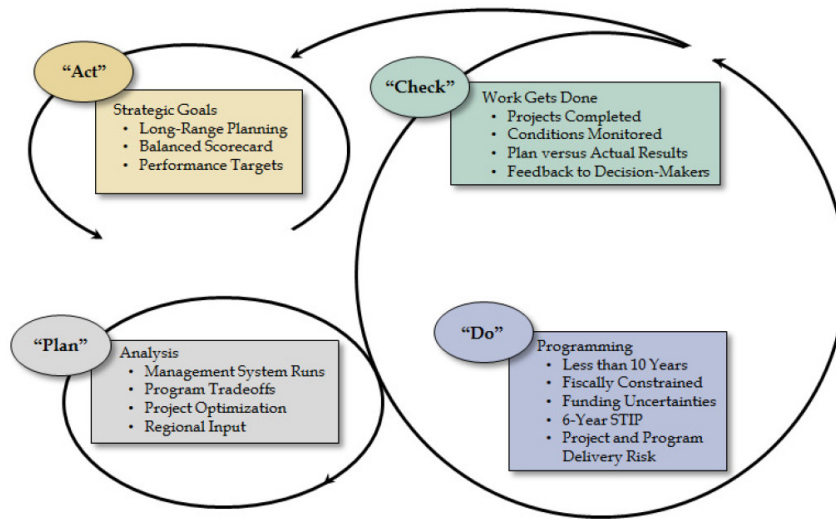 “Act”
Strategic Goals
• Long-Range Planning
• Balanced Scorecard
• Performance Targets
“Check”
Work Gets Done
• Projects Completed
• Conditions Monitored
• Plan versus Actual Results
• Feedback to Decision-Makers
“Plan”
Analysis
• Management System Runs
• Program Tradeoffs
• Project Optimization
• Regional Input
“Do”
Programming
• Less than 10 Years
• Fiscally Constrained
• Funding Uncertainties
• 6-Year STIP
• Project and Program
Delivery Risk